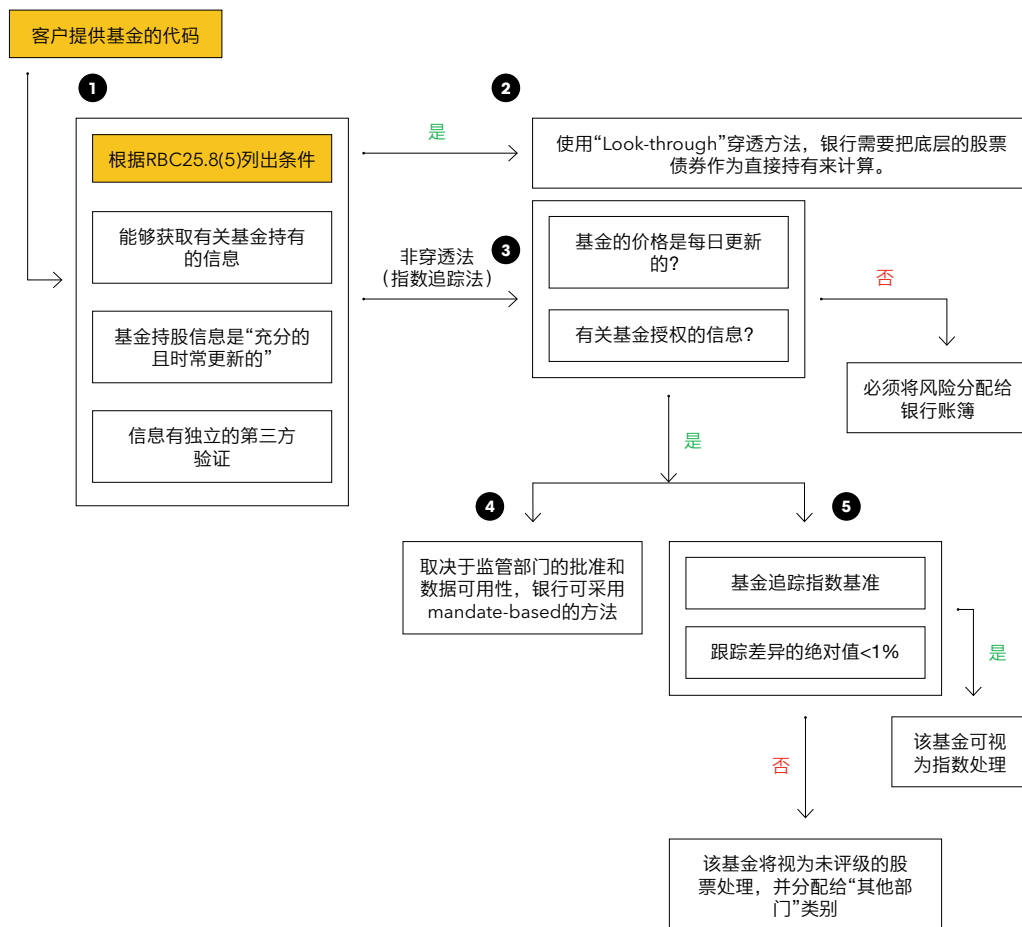 客户提供基金的代码
1
根据RBC25.8(5)列出条件
能够获取有关基金持有
的信息
基金持股信息是“充分的
且时常更新的”
信息有独立的第三方
验证
是
2
使用“Look-through”穿透方法，银行需要把底层的股票
债券作为直接持有来计算。
非穿透法
（指数追踪法）
3
基金的价格是每日更新
的？
有关基金授权的信息？
否
必须将风险分配给
银行账簿
是
4
取决于监管部门的批准和
数据可用性，银行可采用
mandate-based的方法
5
基金追踪指数基准
跟踪差异的绝对值<1%
是
该基金可视
为指数处理
否
该基金将视为未评级的股
票处理，并分配给“其他部
门”类别